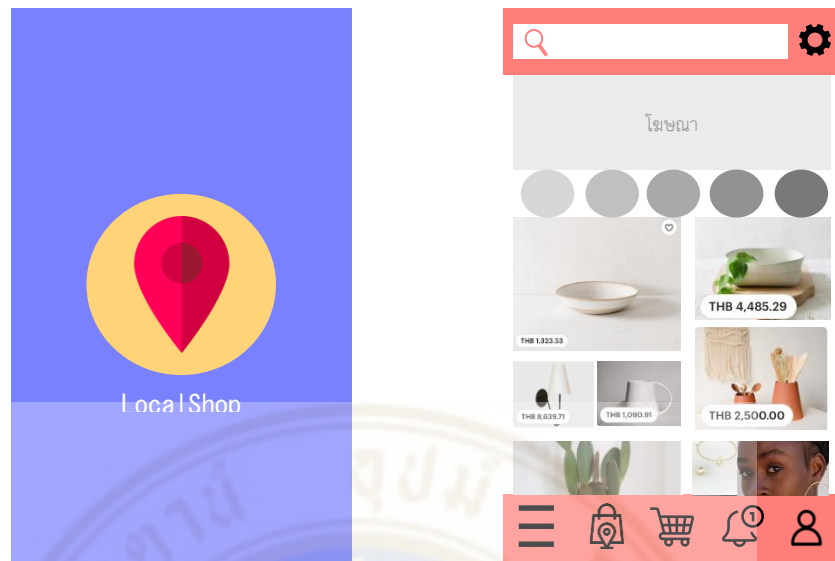 LocalShop
โฆษณา
THB 4,485.29
THB 1,323.53
THB 8,639.71
THB 1,090.91
THB 2,500.00
1